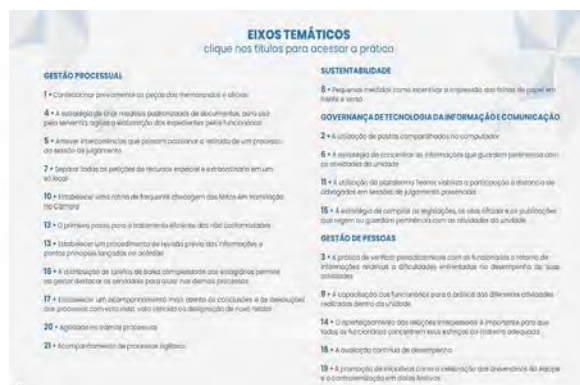 EIXOS TEMÁTICOS
clique nos títulos para acessar a prática
GESTÃO PROCESSUAL
1 • Confeccionar previamente as peças dos memorandos e ofícios
4 • A estratégia de criar modelos padronizados de documentos, para uso
pela serventia, agiliza a elaboração dos expedientes pelos funcionários
5 • Antever intercorrências que possam ocasionar a retirada de um processo
da sessão de julgamento
7 • Separar todas as petições de recursos especial e extraordinário em um
só local
10 • Estabelecer uma rotina de frequente checagem dos feitos em tramitação
na Câmara
12 • O primeiro passo para o tratamento eficiente das não conformidades
13 • Estabelecer um procedimento de revisão prévia das informações e
pontos principais lançados no acórdão
16 • A distribuição de tarefas de baixa complexidade aos estagiários permite
ao gestor destacar os servidores para atuar nos demais processos
17 • Estabelecer um acompanhamento mais atento às conclusões e às devoluções
dos processos com voto vista, voto vencido ou designação de novo relator
20 • Agilidade no trâmite processual
21 • Acompanhamento de processos sigilosos
SUSTENTABILIDADE
8 • Pequenas medidas como incentivar a impressão das folhas de papel em
frente e verso
GOVERNANÇA DE TECNOLOGIA DA INFORMAÇÃO E COMUNICAÇÃO
2 • A utilização de pastas compartilhadas no computador
6 • A estratégia de concentrar as informações que guardem pertinência com
as atividades da unidade
11 • A utilização da plataforma Teams viabiliza a participação à distância de
advogados em sessões de julgamento presenciais
15 • A estratégia de compilar as legislações, os atos oficiais e as publicações
que regem ou guardam pertinência com as atividades da unidade
GESTÃO DE PESSOAS
3 • A prática de verificar periodicamente com os funcionários o retorno de
informações relativas a dificuldades enfrentadas no desempenho de suas
atividades
9 • A capacitação dos funcionários para a prática das diferentes atividades
realizadas dentro da unidade
14 • O aperfeiçoamento das relações interpessoais é importante para que
todos os funcionários concentrem seus esforços da maneira adequada
18 • A avaliação contínua de desempenho
19 • A promoção de iniciativas como a celebração dos aniversários da equipe
e a confraternização em datas festivas